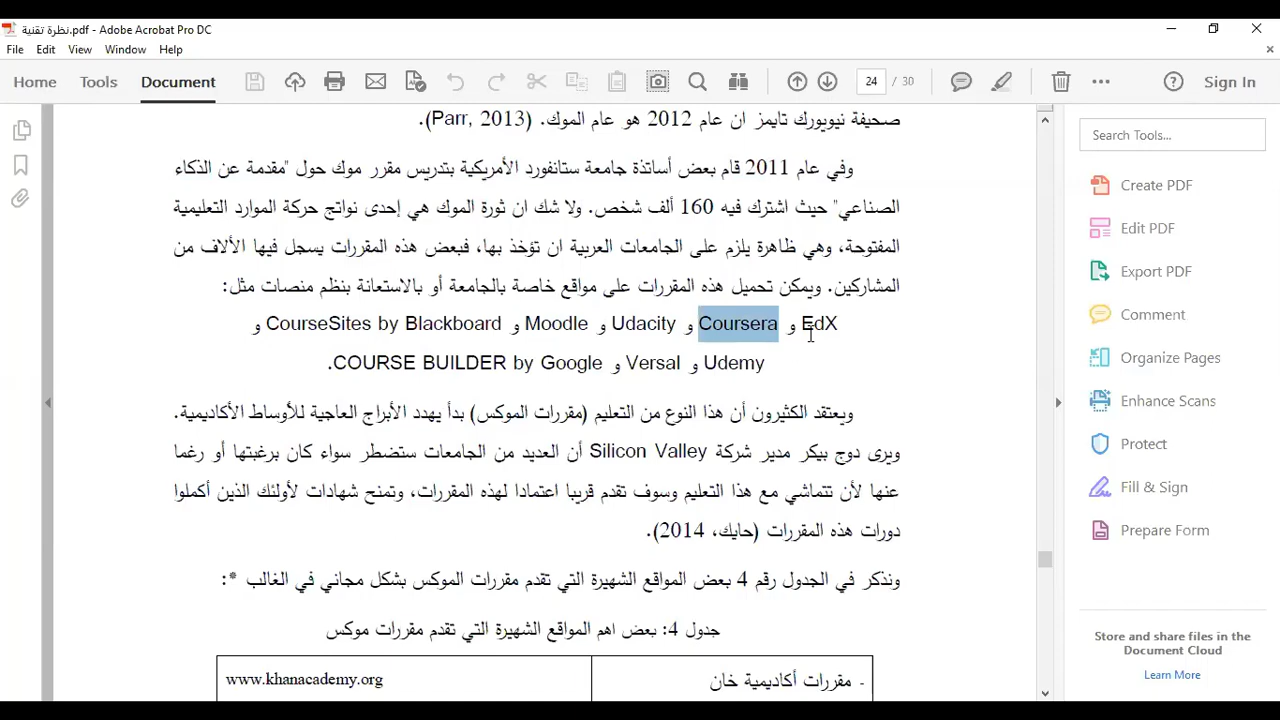 نظرة تقنية.pdf - Adobe Acrobat Pro DC
File Edit View Window Help
Home Tools Document 24 / 30 Sign In
صحيفة نيويورك تايمز ان عام 2012 هو عام الموك. (Parr, 2013).
وفي عام 2011 قام بعض أساتذة جامعة ستانفورد الأمريكية بتدريس مقرر موك حول "مقدمة عن الذكاء
الصناعي" حيث اشترك فيه 160 ألف شخص. ولا شك ان ثورة الموك هي إحدى نواتج حركة الموارد التعليمية
المفتوحة، وهي ظاهرة يلزم على الجامعات العربية ان تؤخذ بها، فبعض هذه المقررات يسجل فيها الألاف من
المشاركين. ويمكن تحميل هذه المقررات على مواقع خاصة بالجامعة أو بالاستعانة بنظم منصات مثل:
EdX و Coursera و Udacity و Moodle و CourseSites by Blackboard و
Udemy و Versal و COURSE BUILDER by Google.
ويعتقد الكثيرون أن هذا النوع من التعليم (مقررات الموكس) بدأ يهدد الأبراج العاجية للأوساط الأكاديمية.
ويرى دوج بيكر مدير شركة Silicon Valley أن العديد من الجامعات ستضطر سواء كان برغبتها أو رغما
عنها لأن تتماشي مع هذا التعليم وسوف تقدم قريبا اعتمادا لهذه المقررات، وتمنح شهادات لأولئك الذين أكملوا
دورات هذه المقررات (حايك، 2014).
ونذكر في الجدول رقم 4 بعض المواقع الشهيرة التي تقدم مقررات الموكس بشكل مجاني في الغالب *:
جدول 4: بعض اهم المواقع الشهيرة التي تقدم مقررات موكس
- مقررات أكاديمية خان www.khanacademy.org
Search Tools...
Create PDF
Edit PDF
Export PDF
Comment
Organize Pages
Enhance Scans
Protect
Fill & Sign
Prepare Form
Store and share files in the
Document Cloud
Learn More